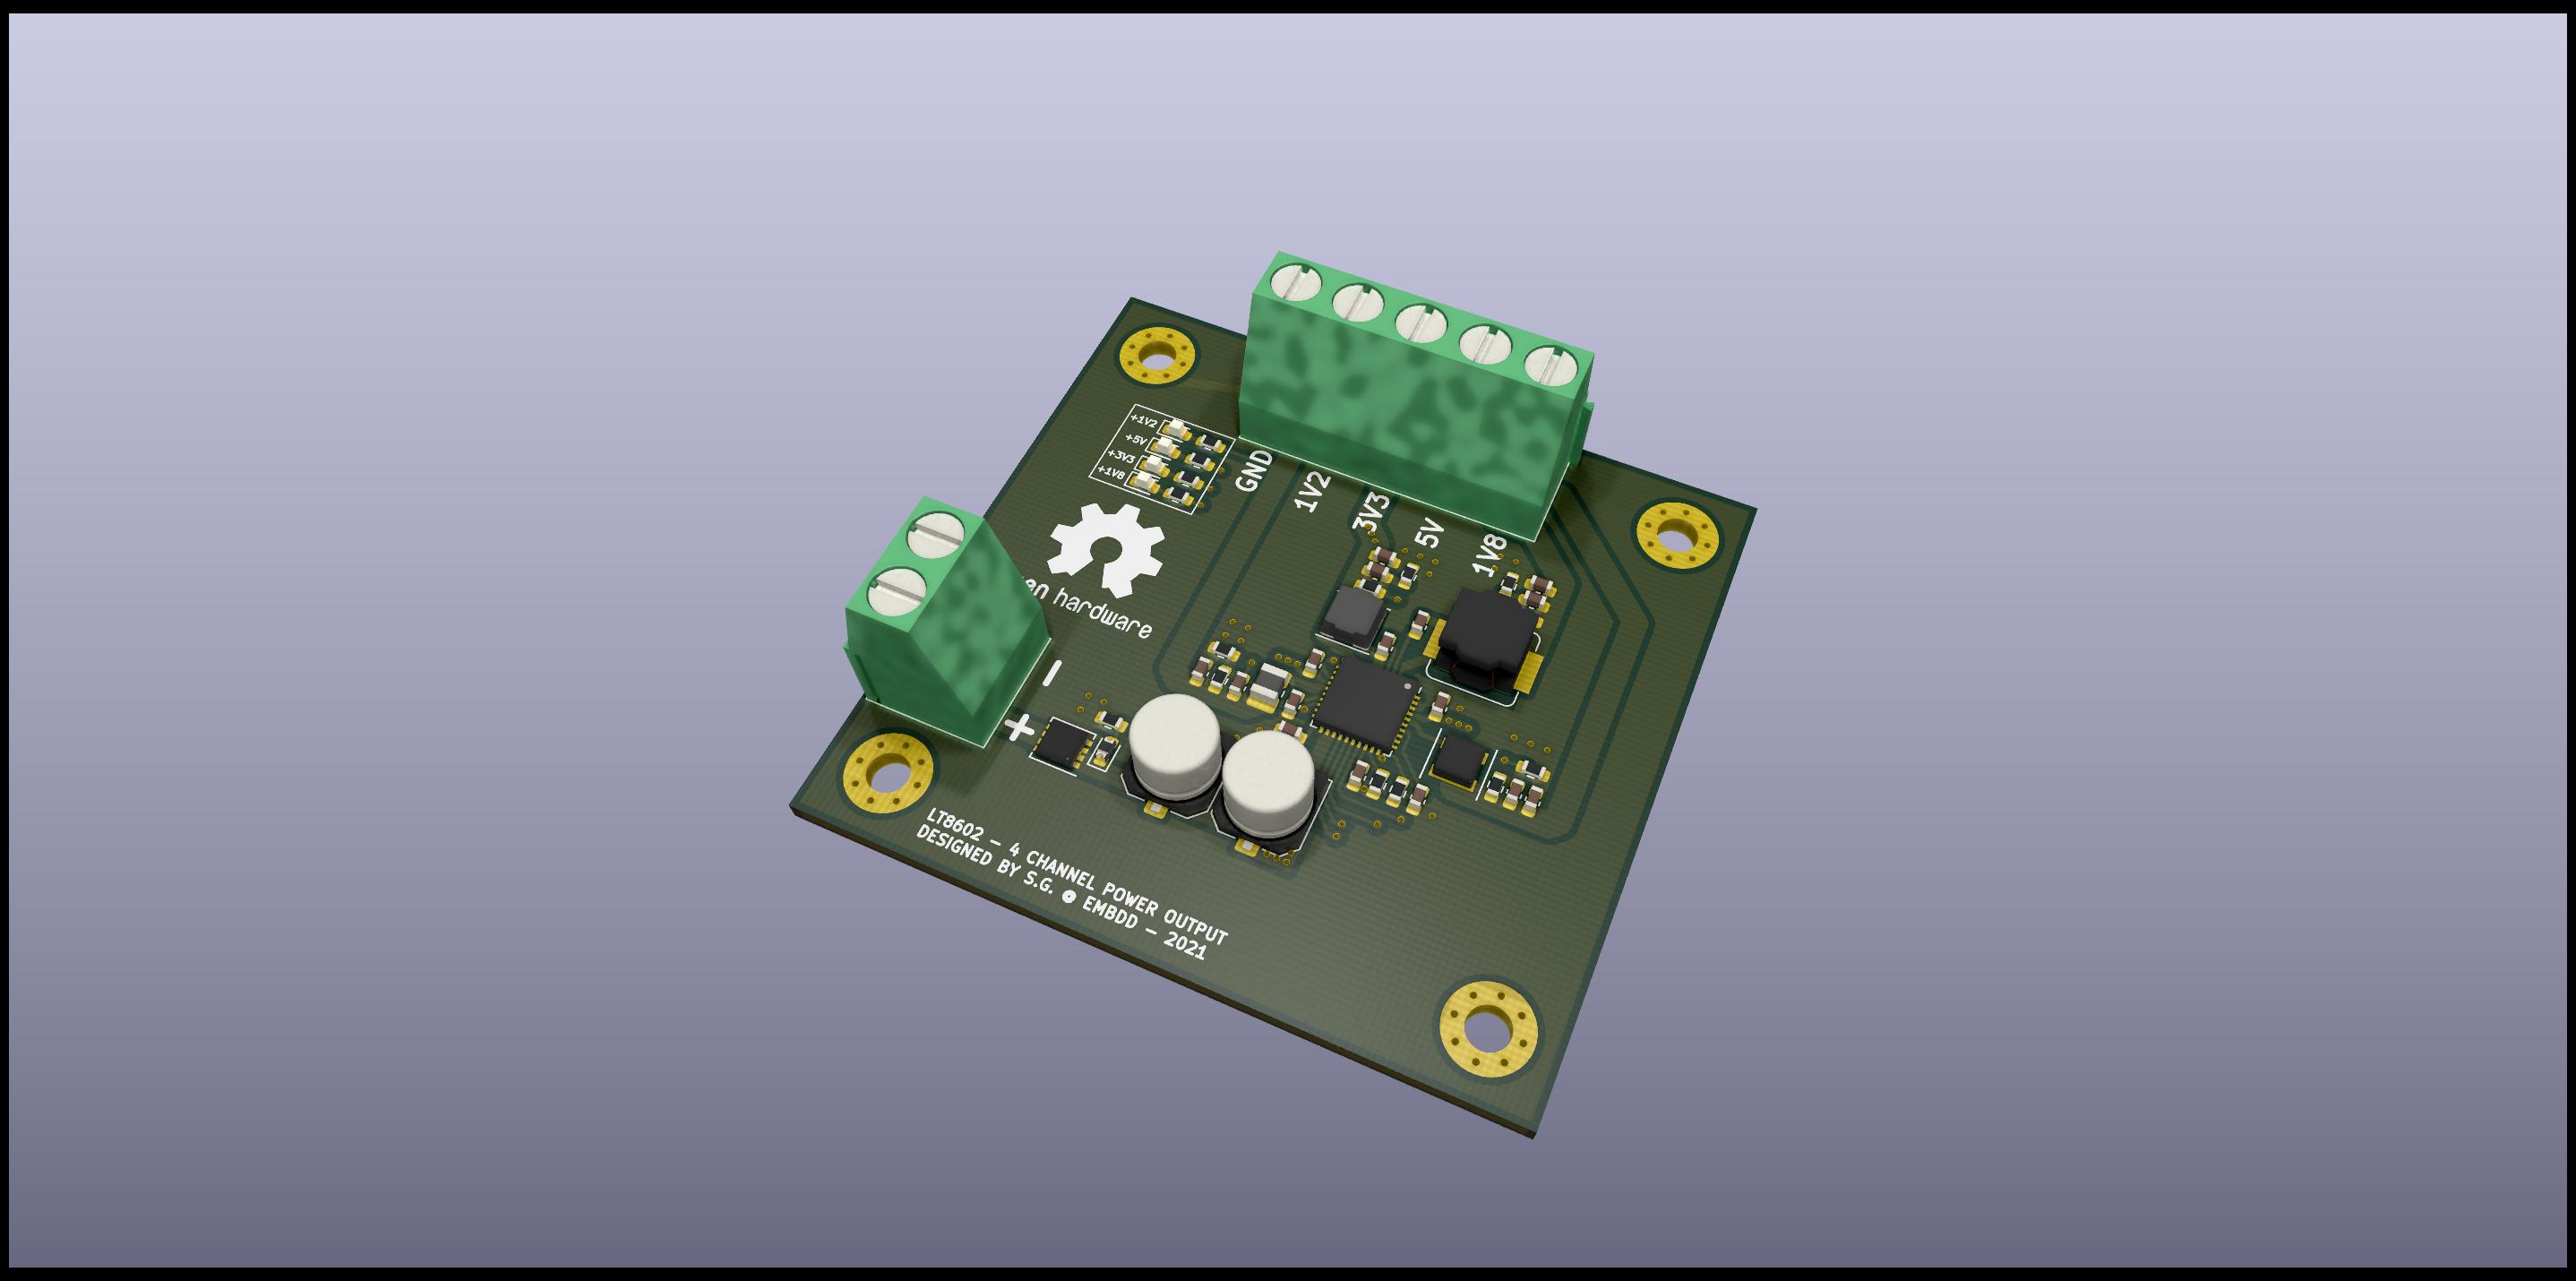 +1V2
+5V
+3V3
+1V8
GND
1V2
3V3
5V
1V8
en hardware
-
+
LT8602 - 4 CHANNEL POWER OUTPUT
DESIGNED BY S.G. @ EMBDD - 2021